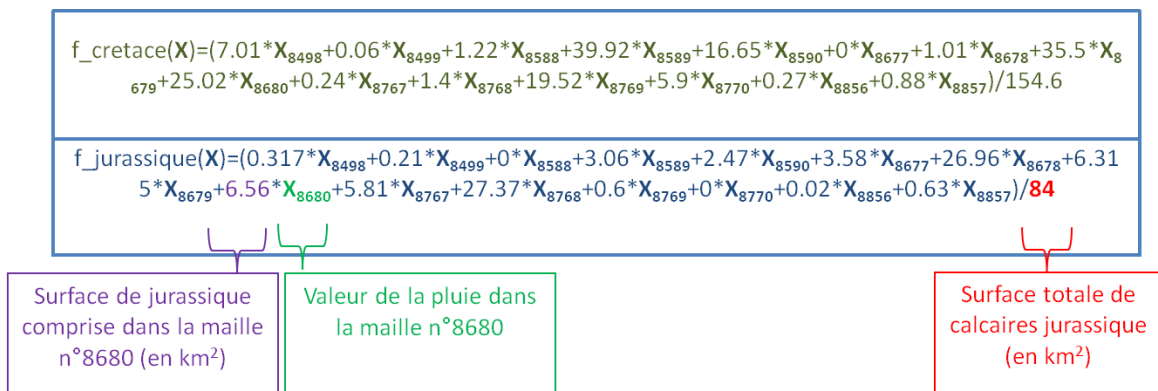 f_cretace(X)=(7.01*X8498+0.06*X8499+1.22*X8588+39.92*X8589+16.65*X8590+0*X8677+1.01*X8678+35.5*X8
679+25.02*X8680+0.24*X8767+1.4*X8768+19.52*X8769+5.9*X8770+0.27*X8856+0.88*X8857)/154.6
f_jurassique(X)=(0.317*X8498+0.21*X8499+0*X8588+3.06*X8589+2.47*X8590+3.58*X8677+26.96*X8678+6.31
5*X8679+6.56*X8680+5.81*X8767+27.37*X8768+0.6*X8769+0*X8770+0.02*X8856+0.63*X8857)/84
Surface de jurassique
comprise dans la maille
n°8680 (en km²)
Valeur de la pluie dans
la maille n°8680
Surface totale de
calcaires jurassique
(en km²)